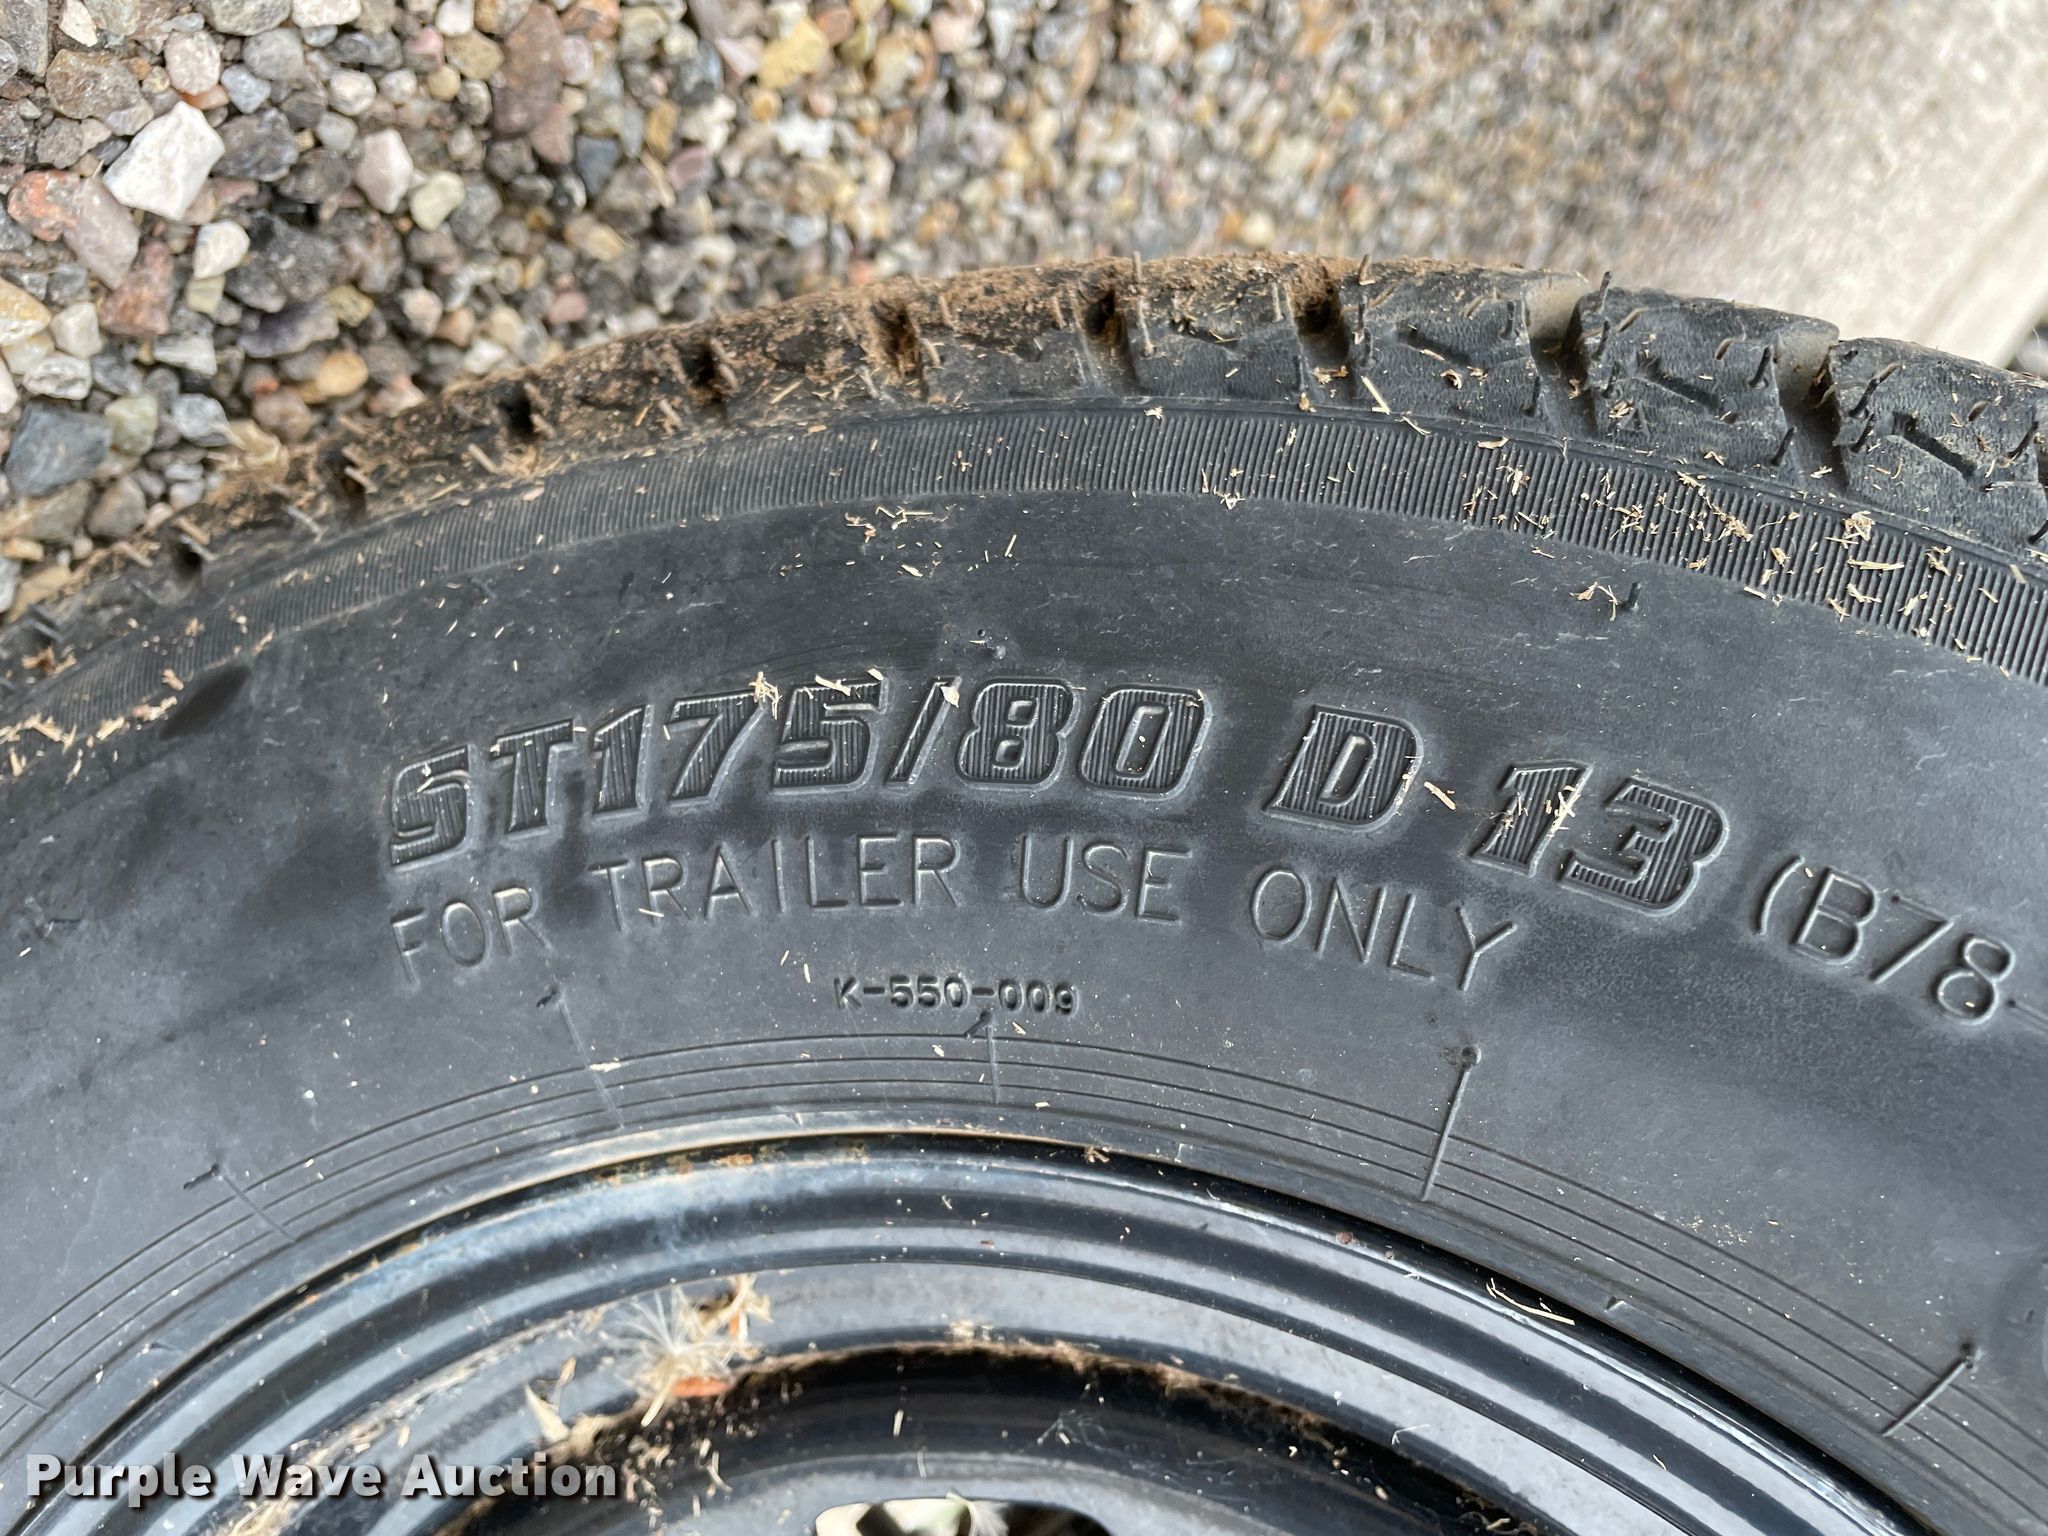 ST175/80 D 13 (B78-
FOR TRAILER USE ONLY
K-550-009
Purple Wave Auction